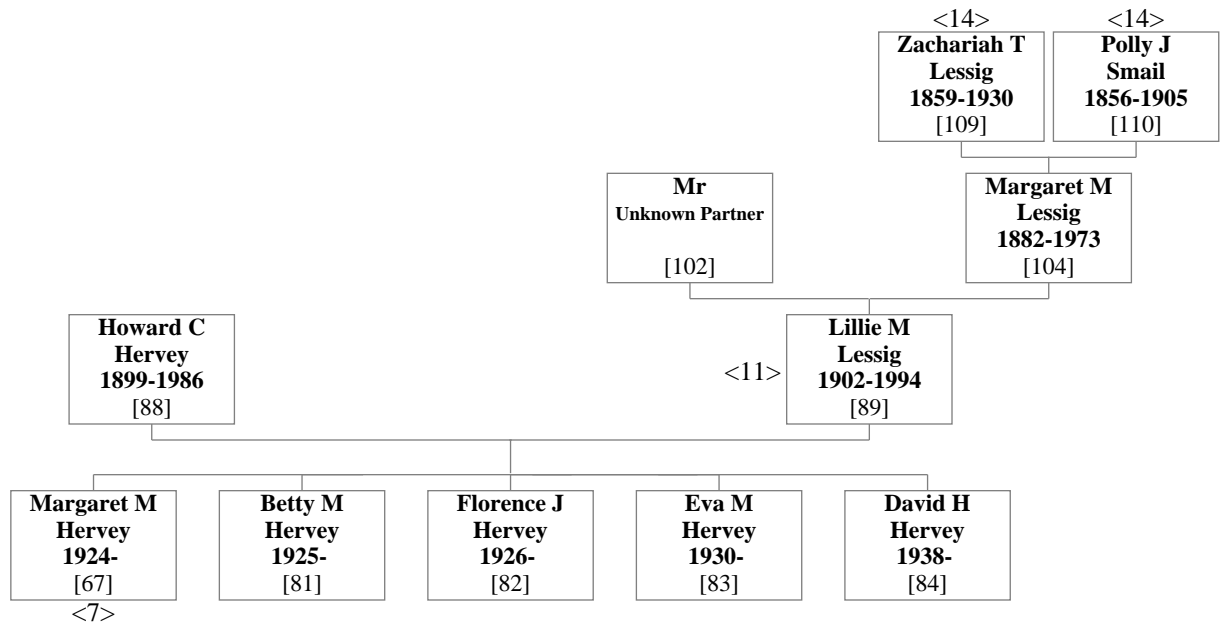 <14>
Zachariah T
Lessig
1859-1930
[109]
<14>
Polly J
Smail
1856-1905
[110]
Mr
Unknown Partner
[102]
Margaret M
Lessig
1882-1973
[104]
Howard C
Hervey
1899-1986
[88]
<11>
Lillie M
Lessig
1902-1994
[89]
Margaret M
Hervey
1924-
[67]
<7>
Betty M
Hervey
1925-
[81]
Florence J
Hervey
1926-
[82]
Eva M
Hervey
1930-
[83]
David H
Hervey
1938-
[84]